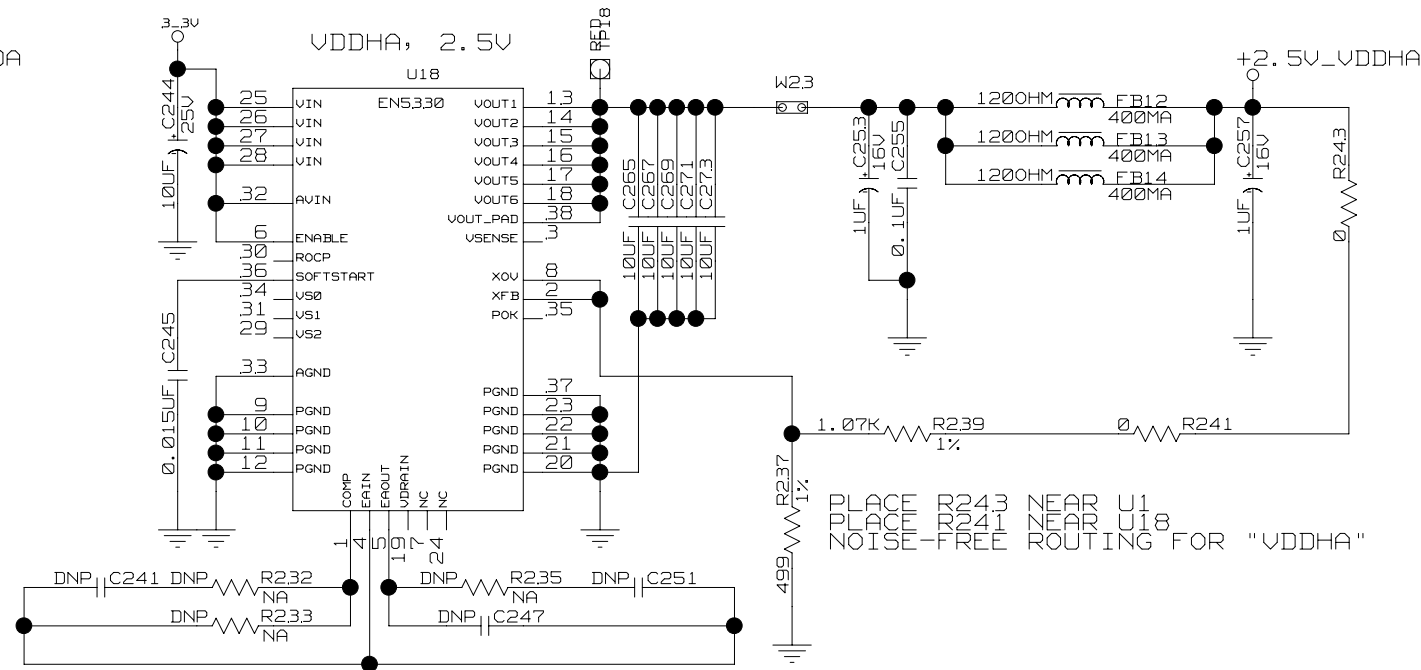 3_3V
VDDHA, 2.5V
RED
TP18
DA
+2.5V_VDDHA
U18
EN5330
C244
25V
10UF
25 VIN
26 VIN
27 VIN
28 VIN
32 AVIN
6 ENABLE
30 ROCP
36 SOFTSTART
34 VS0
31 VS1
29 VS2
33 AGND
9 PGND
10 PGND
11 PGND
12 PGND
C245
0.015UF
VOUT1 13
VOUT2 14
VOUT3 15
VOUT4 16
VOUT5 17
VOUT6 18
VOUT_PAD 38
VSENSE 3
XOV 8
XFB 2
POK 35
PGND 37
PGND 23
PGND 22
PGND 21
PGND 20
COMP
EAIN
EAOUT
VDRAIN
NC
NC
1
4
5
19
7
24
C265
C267
C269
C271
C273
10UF
10UF
10UF
10UF
10UF
W23
C253
16V
1UF
C255
0.1UF
120OHM FB12
400MA
120OHM FB13
400MA
120OHM FB14
400MA
C257
16V
1UF
R243
0
1.07K R239
1%
0 R241
R237
1%
499
PLACE R243 NEAR U1
PLACE R241 NEAR U18
NOISE-FREE ROUTING FOR "VDDHA"
DNP C241 DNP R232
NA
DNP R233
NA
DNP R235
NA
DNP C251
DNP C247